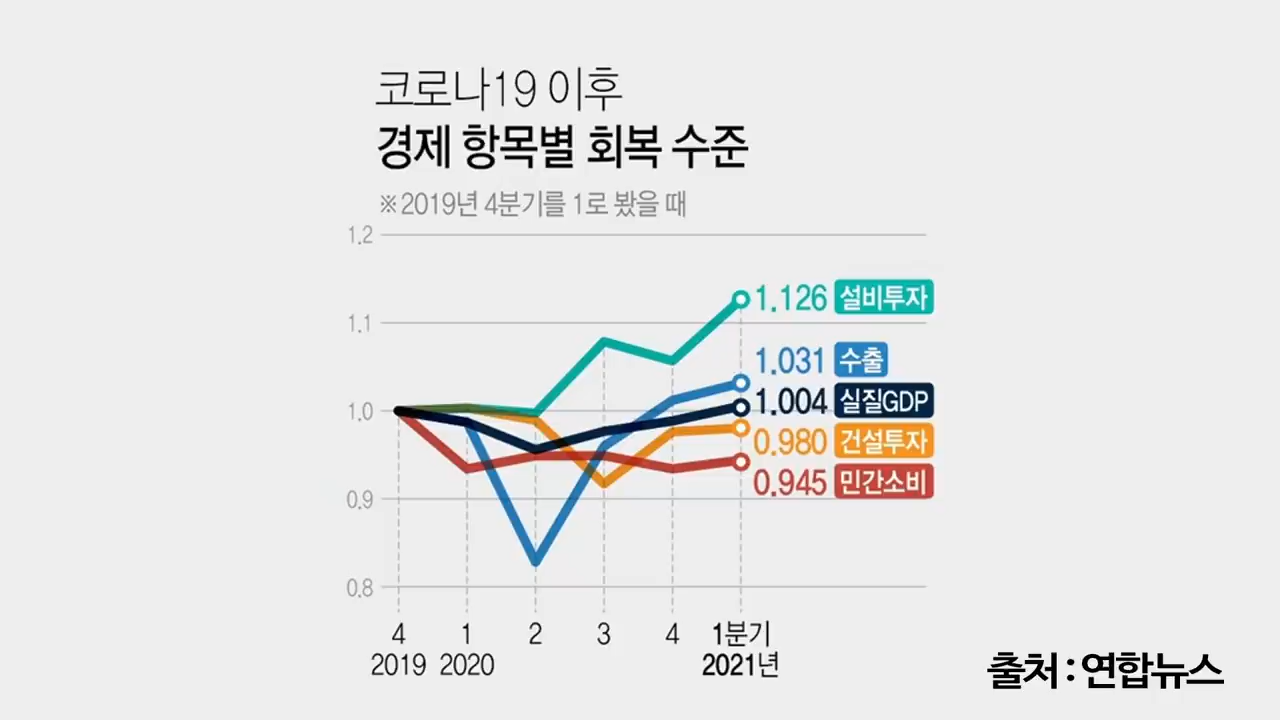 코로나19 이후
경제 항목별 회복 수준
※2019년 4분기를 1로 봤을 때
1.2
1.1
1.0
0.9
0.8
1.126 설비투자
1.031 수출
1.004 실질GDP
0.980 건설투자
0.945 민간소비
4 1 2 3 4 1분기
2019 2020 2021년
출처 : 연합뉴스